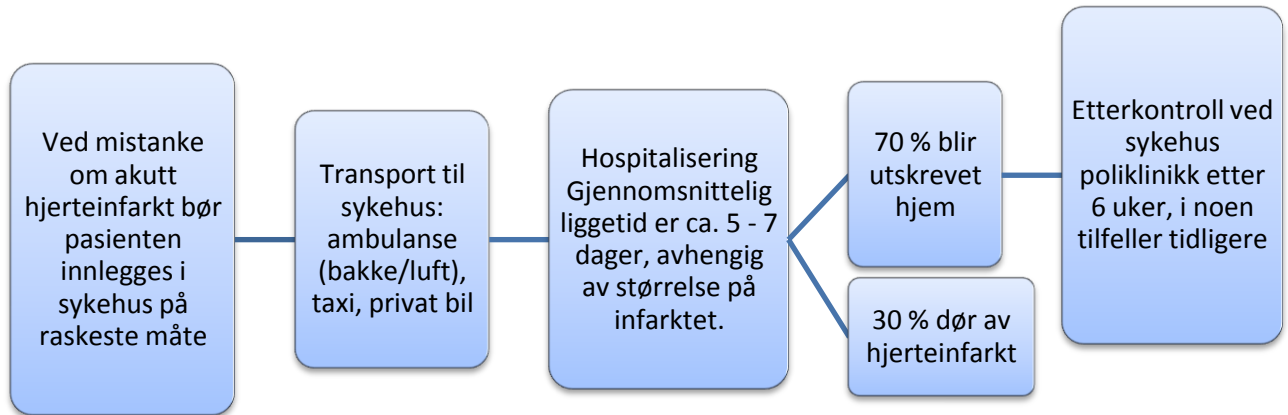 Ved mistanke
om akutt
hjerteinfarkt bør
pasienten
innlegges i
sykehus på
raskeste måte
Transport til
sykehus:
ambulanse
(bakke/luft),
taxi, privat bil
Hospitalisering
Gjennomsnittelig
liggetid er ca. 5 - 7
dager, avhengig
av størrelse på
infarktet.
70 % blir
utskrevet
hjem
30 % dør av
hjerteinfarkt
Etterkontroll ved
sykehus
poliklinikk etter
6 uker, i noen
tilfeller tidligere